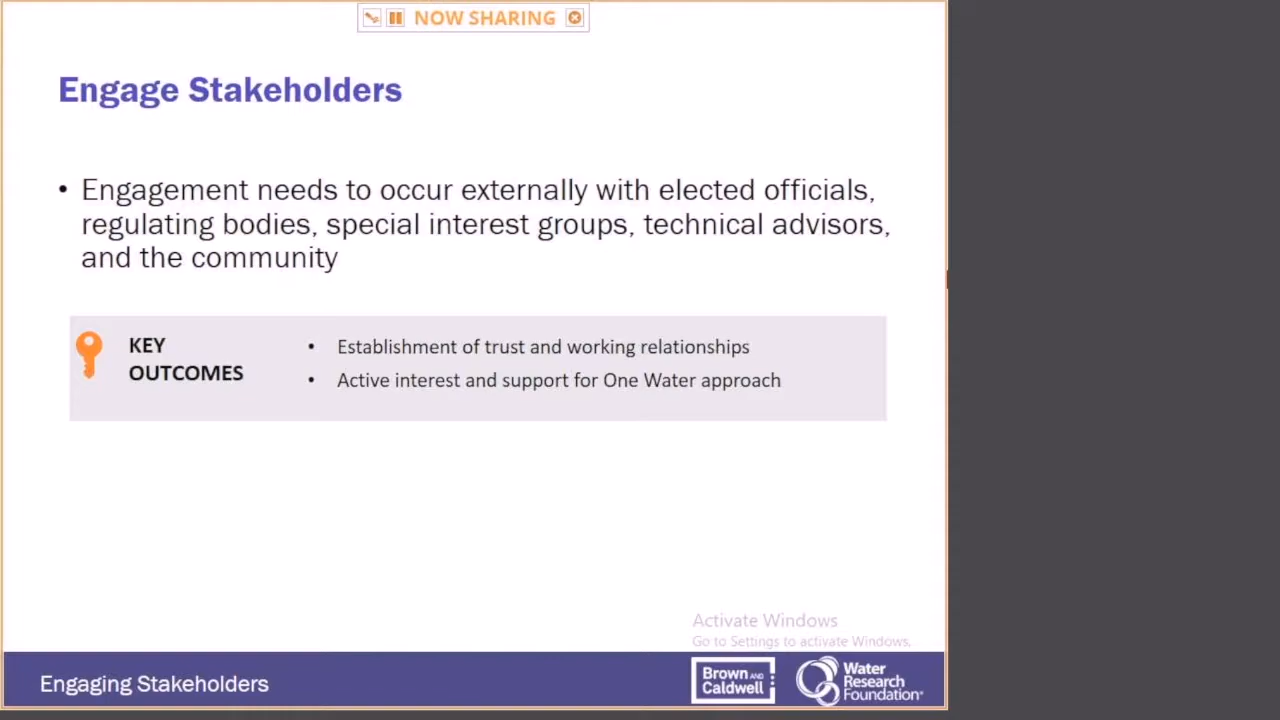 NOW SHARING
Engage Stakeholders
• Engagement needs to occur externally with elected officials,
regulating bodies, special interest groups, technical advisors,
and the community
KEY
OUTCOMES
• Establishment of trust and working relationships
• Active interest and support for One Water approach
Activate Windows
Go to Settings to activate Windows.
Engaging Stakeholders
Brown AND
Caldwell
Water
Research
Foundation®